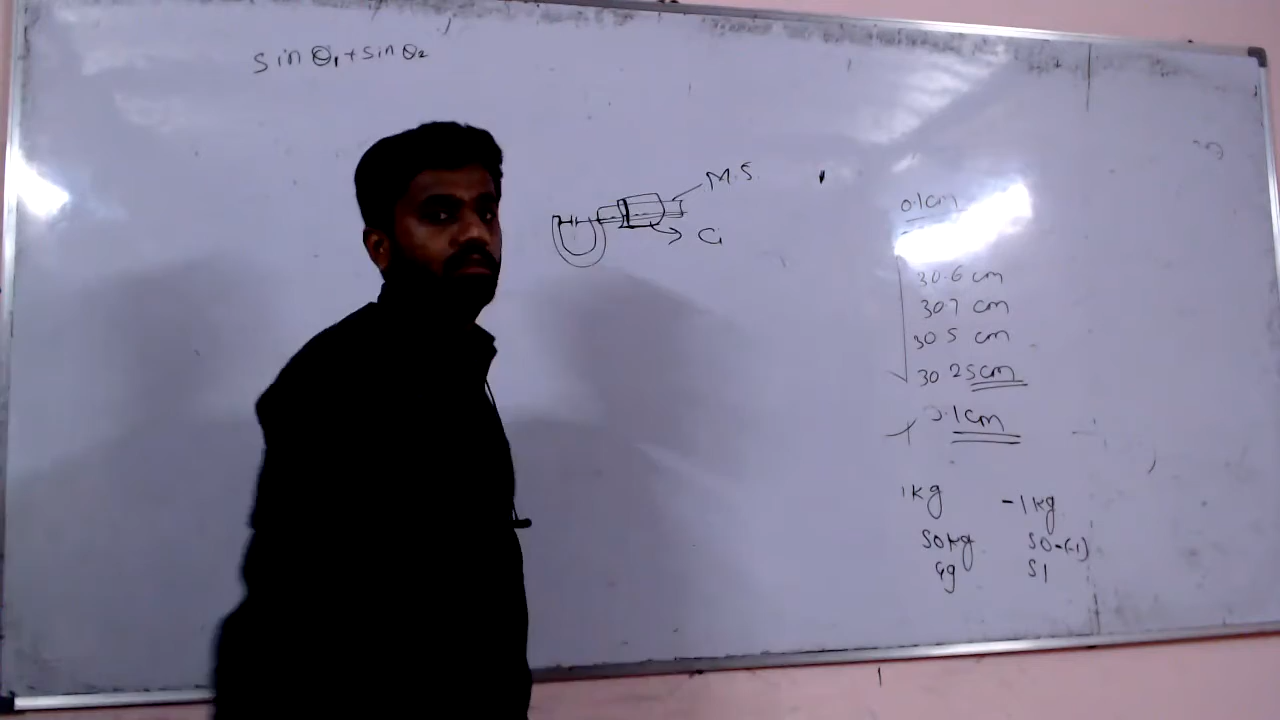 sin θ₁+sin θ₂
M.S.
0.1cm
30.6 cm
30.7 cm
30.5 cm
30.25cm
0.1cm
1kg -1kg
50kg 50-(-1)
49 51